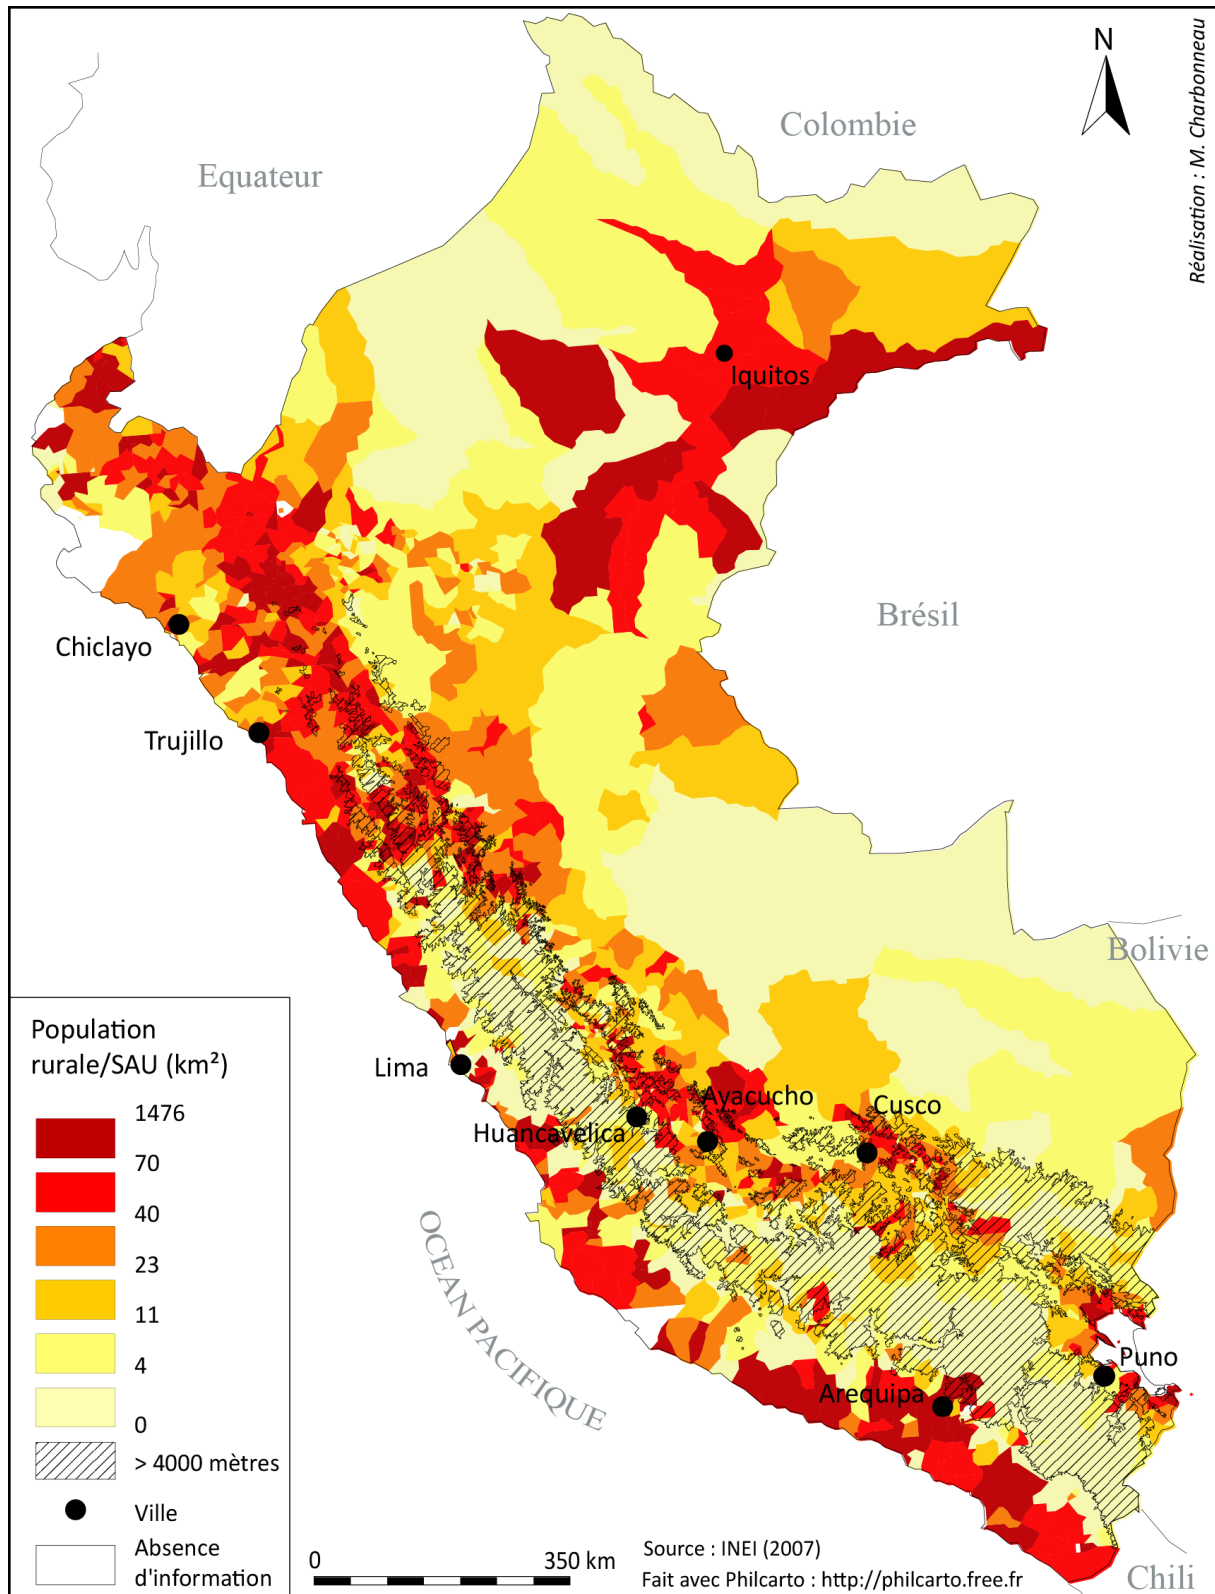 N
Réalisation : M. Charbonneau
Colombie
Equateur
Iquitos
Brésil
Chiclayo
Trujillo
Bolivie
Lima
Ayacucho
Cusco
Huancavelica
OCEAN PACIFIQUE
Puno
Arequipa
Chili
Population
rurale/SAU (km²)
1476
70
40
23
11
4
0
> 4000 mètres
Ville
Absence
d'information
0 350 km
Source : INEI (2007)
Fait avec Philcarto : http://philcarto.free.fr